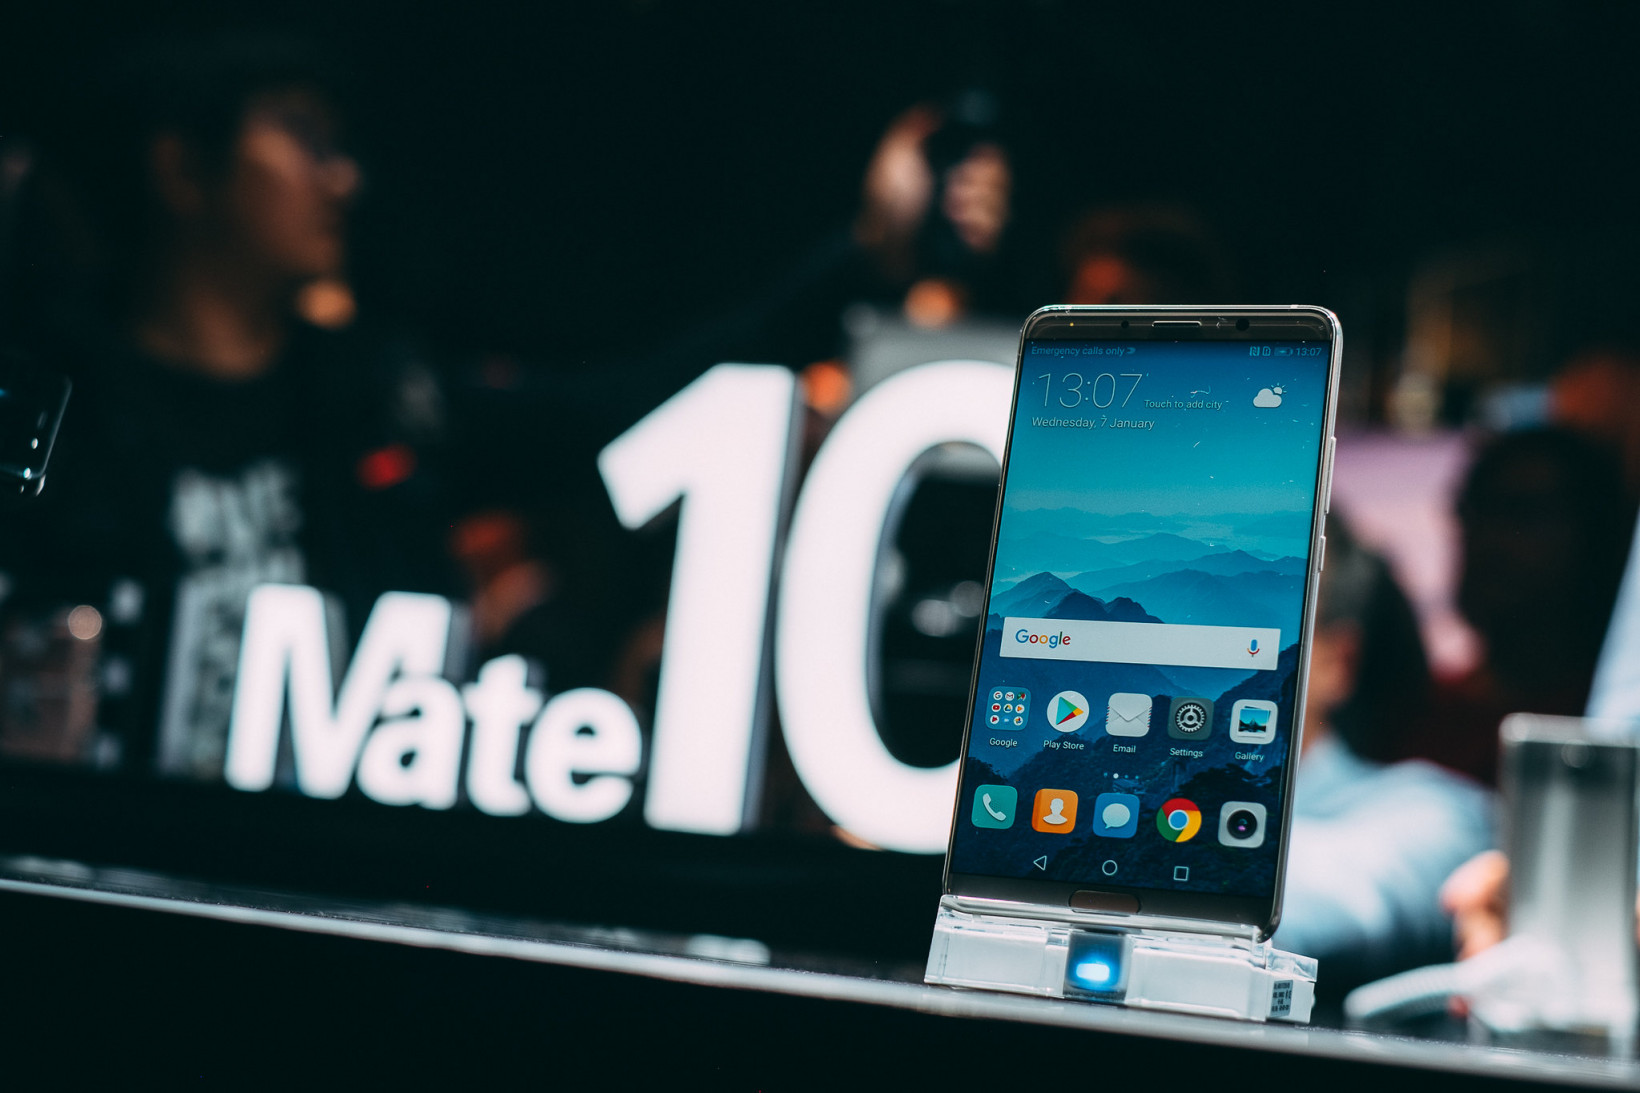 Mate 10
Emergency calls only
13:07
13:07
Touch to add city
Wednesday, 7 January
Google
Google
Play Store
Email
Settings
Gallery